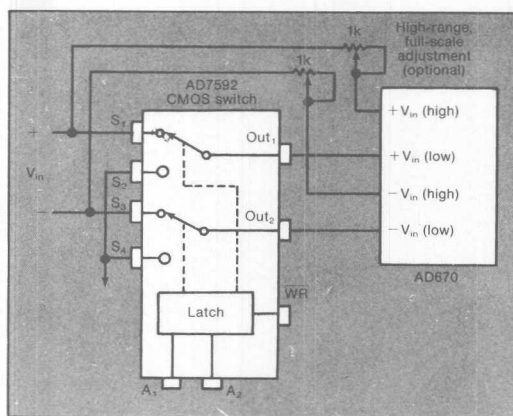 High-range,
full-scale
adjustment
(optional)
1k
1k
AD7592
CMOS switch
S₁
Out₁
+
Vin
−
S₂
S₃
Out₂
S₄
WR
Latch
A₁
A₂
+Vin (high)
+Vin (low)
−Vin (high)
−Vin (low)
AD670